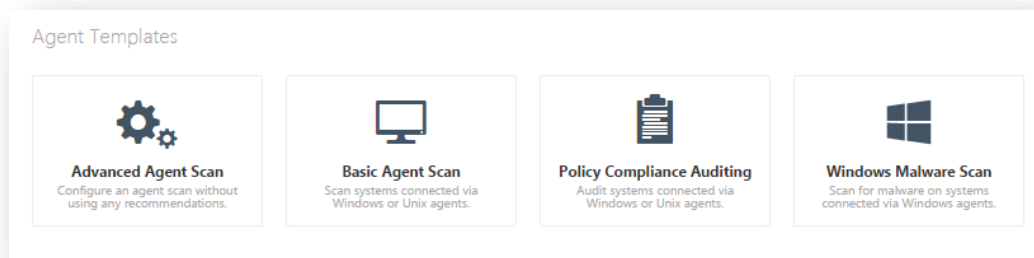 Agent Templates
Advanced Agent Scan
Configure an agent scan without
using any recommendations.
Basic Agent Scan
Scan systems connected via
Windows or Unix agents.
Policy Compliance Auditing
Audit systems connected via
Windows or Unix agents.
Windows Malware Scan
Scan for malware on systems
connected via Windows agents.